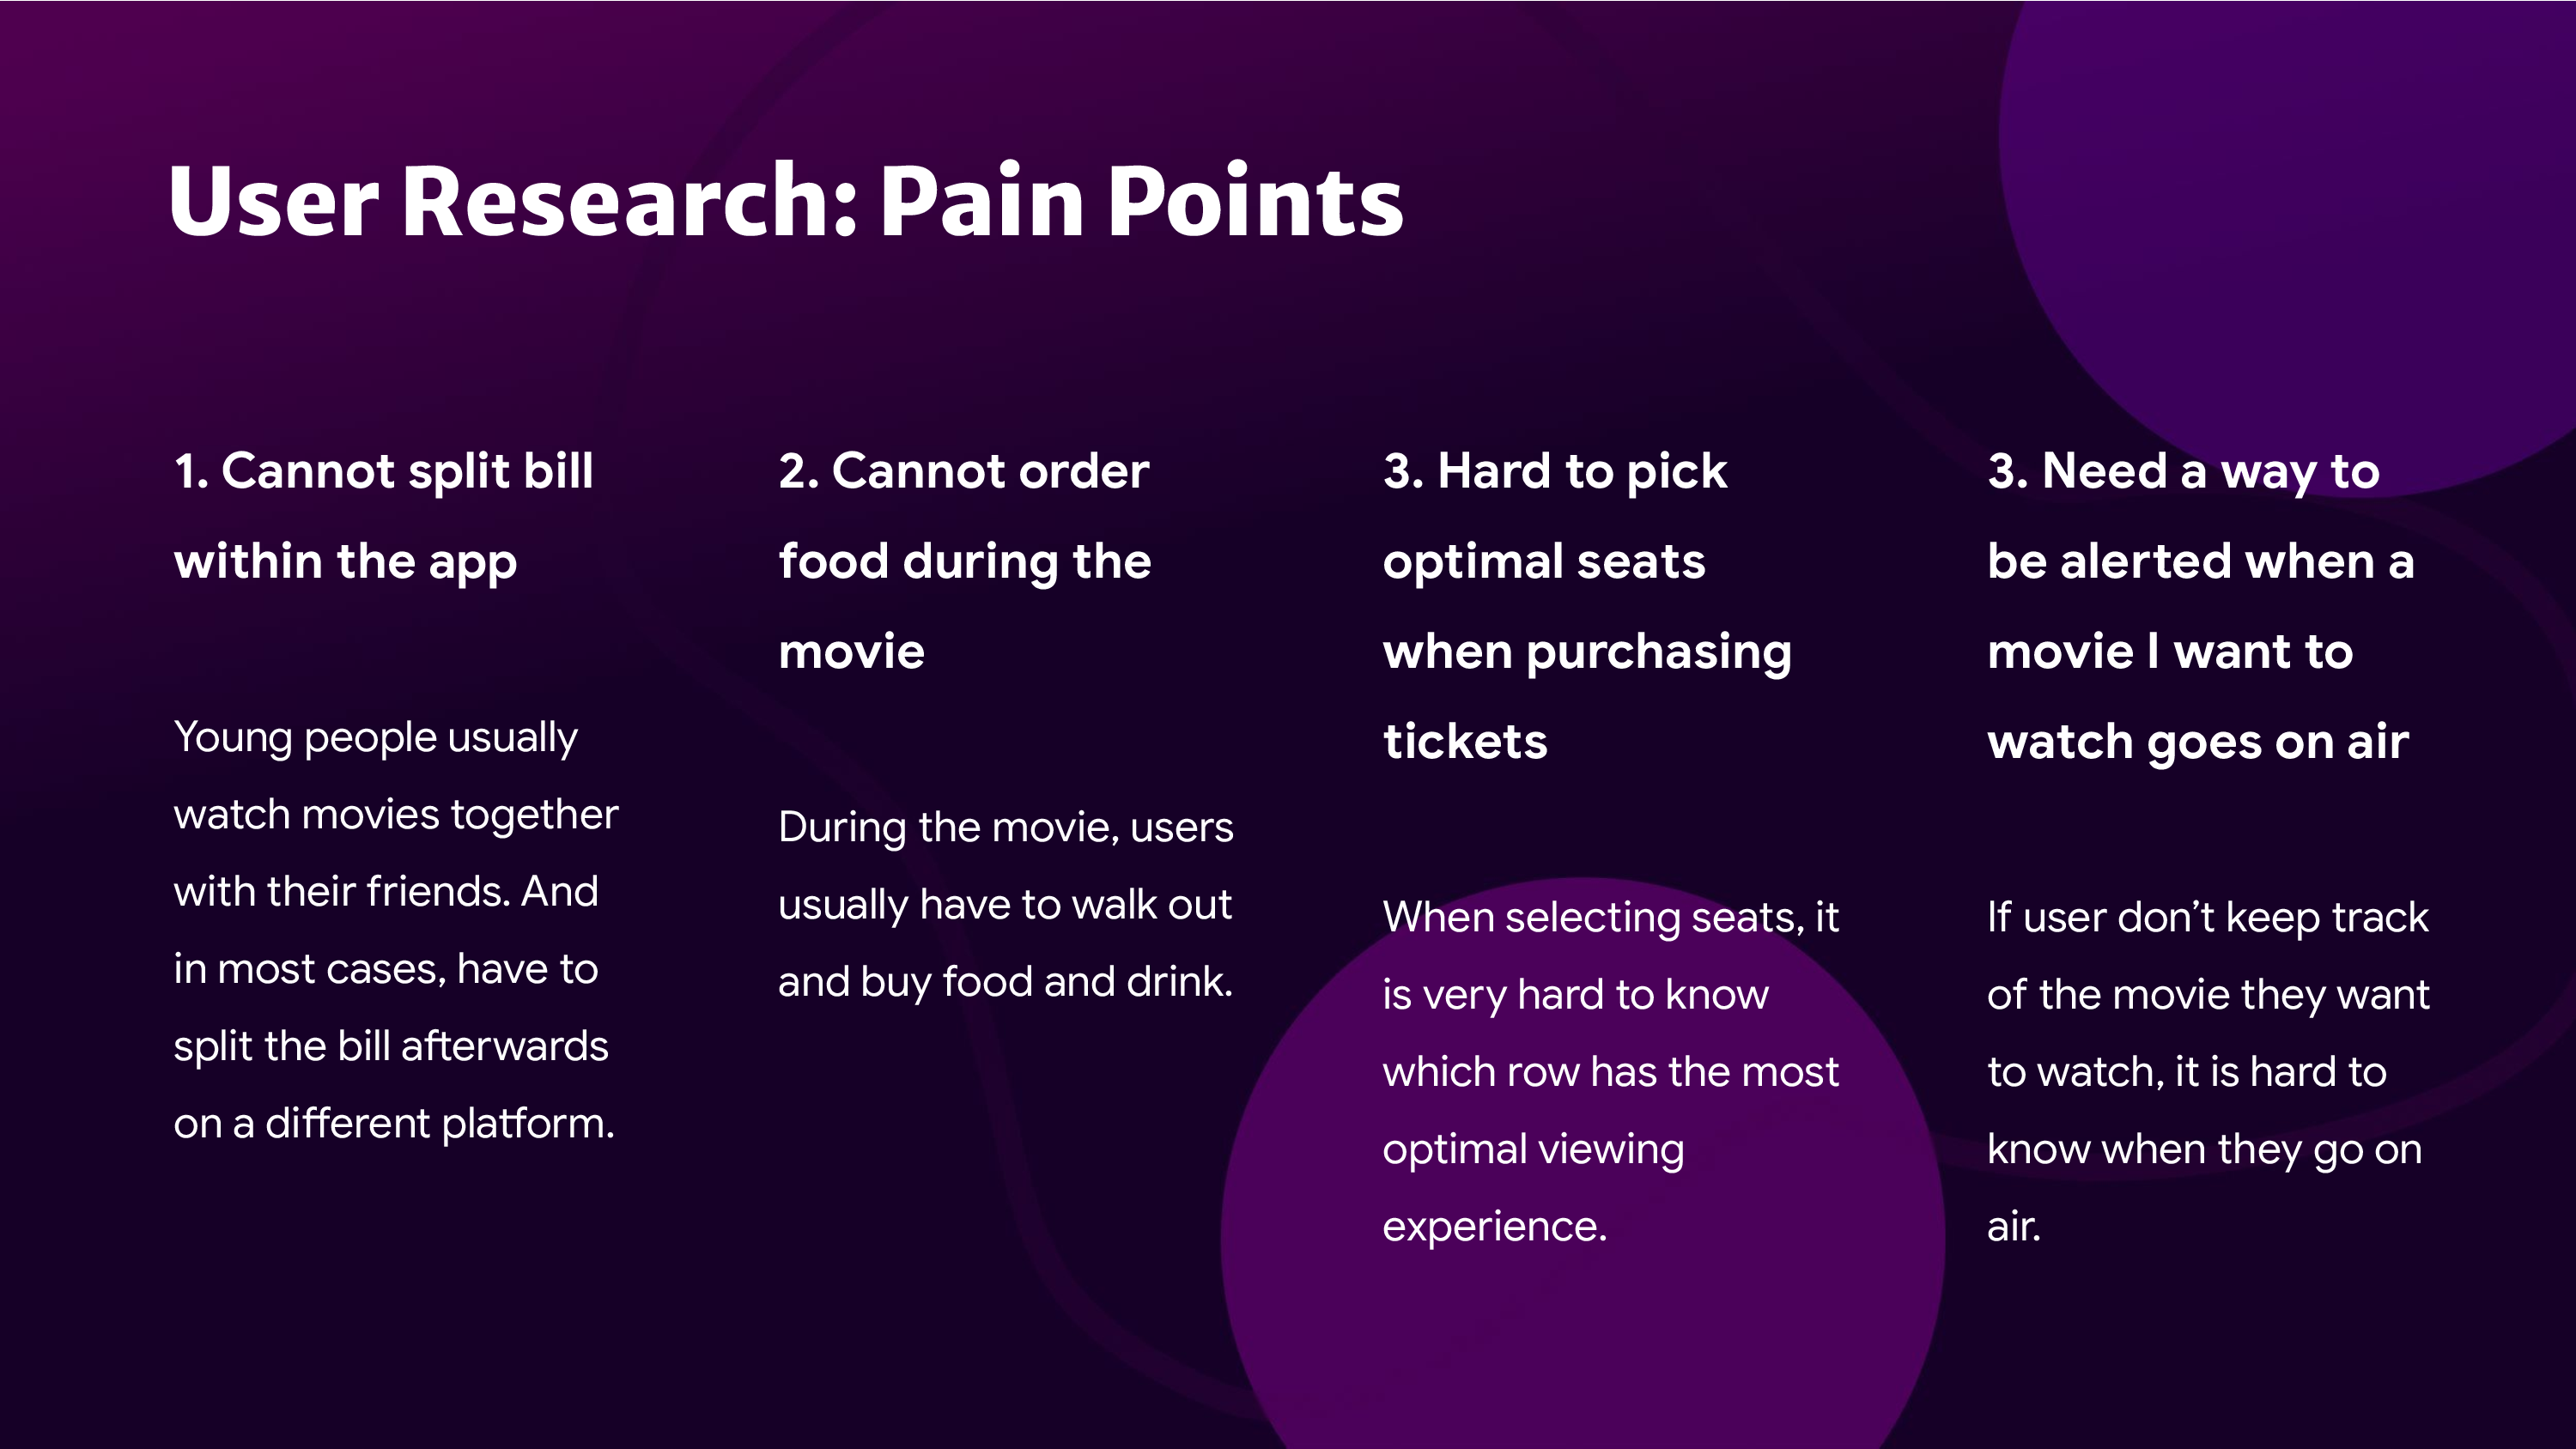 User Research: Pain Points
1. Cannot split bill
within the app
Young people usually
watch movies together
with their friends. And
in most cases, have to
split the bill afterwards
on a different platform.
2. Cannot order
food during the
movie
During the movie, users
usually have to walk out
and buy food and drink.
3. Hard to pick
optimal seats
when purchasing
tickets
When selecting seats, it
is very hard to know
which row has the most
optimal viewing
experience.
3. Need a way to
be alerted when a
movie I want to
watch goes on air
If user don’t keep track
of the movie they want
to watch, it is hard to
know when they go on
air.